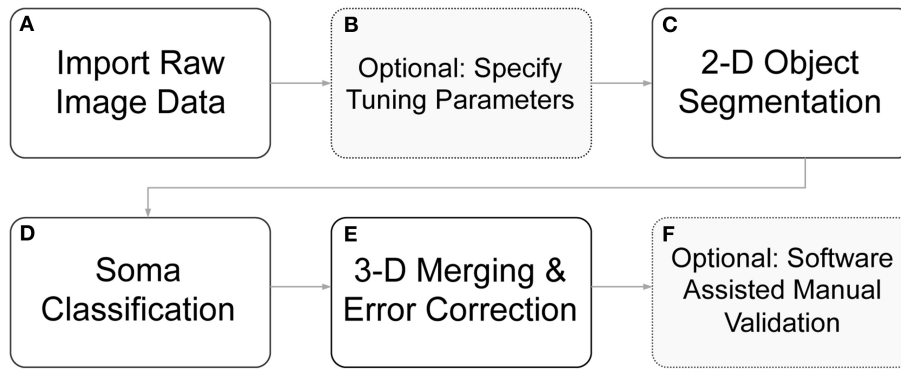 A
Import Raw
Image Data
B
Optional: Specify
Tuning Parameters
C
2-D Object
Segmentation
D
Soma
Classification
E
3-D Merging &
Error Correction
F
Optional: Software
Assisted Manual
Validation